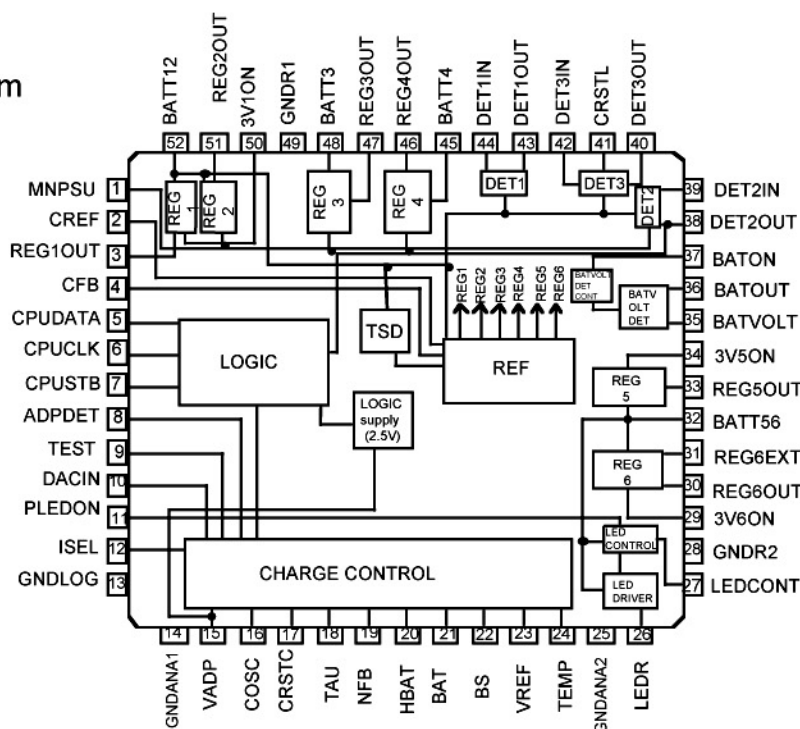 m
BATT12
REG2OUT
3V1ON
GNDR1
BATT3
REG3OUT
REG4OUT
BATT4
DET1IN
DET1OUT
DET3IN
CRSTL
DET3OUT
52
51
50
49
48
47
46
45
44
43
42
41
40
MNPSU 1
CREF 2
REG1OUT 3
CFB 4
CPUDATA 5
CPUCLK 6
CPUSTB 7
ADPDET 8
TEST 9
DACIN 10
PLEDON 11
ISEL 12
GNDLOG 13
REG 1
REG 2
REG 3
REG 4
DET1
DET3
DET2
39 DET2IN
38 DET2OUT
37 BATON
36 BATOUT
35 BATVOLT
34 3V5ON
33 REG5OUT
32 BATT56
31 REG6EXT
30 REG6OUT
29 3V6ON
28 GNDR2
27 LEDCONT
REG1
REG2
REG3
REG4
REG5
REG6
BATVOLT
DET
CONT
BATV
OLT
DET
TSD
LOGIC
REF
LOGIC
supply
(2.5V)
REG
5
REG
6
LED
CONTROL
LED
DRIVER
CHARGE CONTROL
14
15
16
17
18
19
20
21
22
23
24
25
26
GNDANA1
VADP
COSC
CRSTC
TAU
NFB
HBAT
BAT
BS
VREF
TEMP
GNDANA2
LEDR